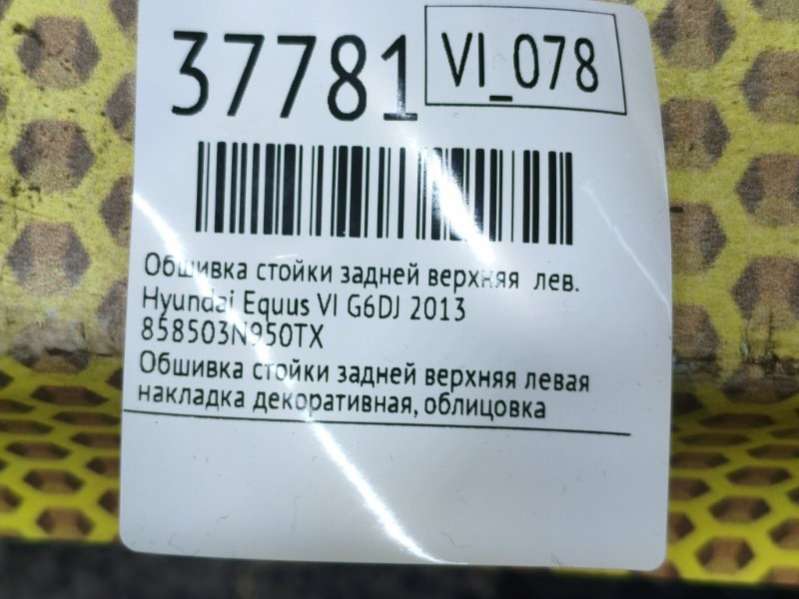 37781
VI_078
Обшивка стойки задней верхняя лев.
Hyundai Equus VI G6DJ 2013
858503N950TX
Обшивка стойки задней верхняя левая
накладка декоративная, облицовка